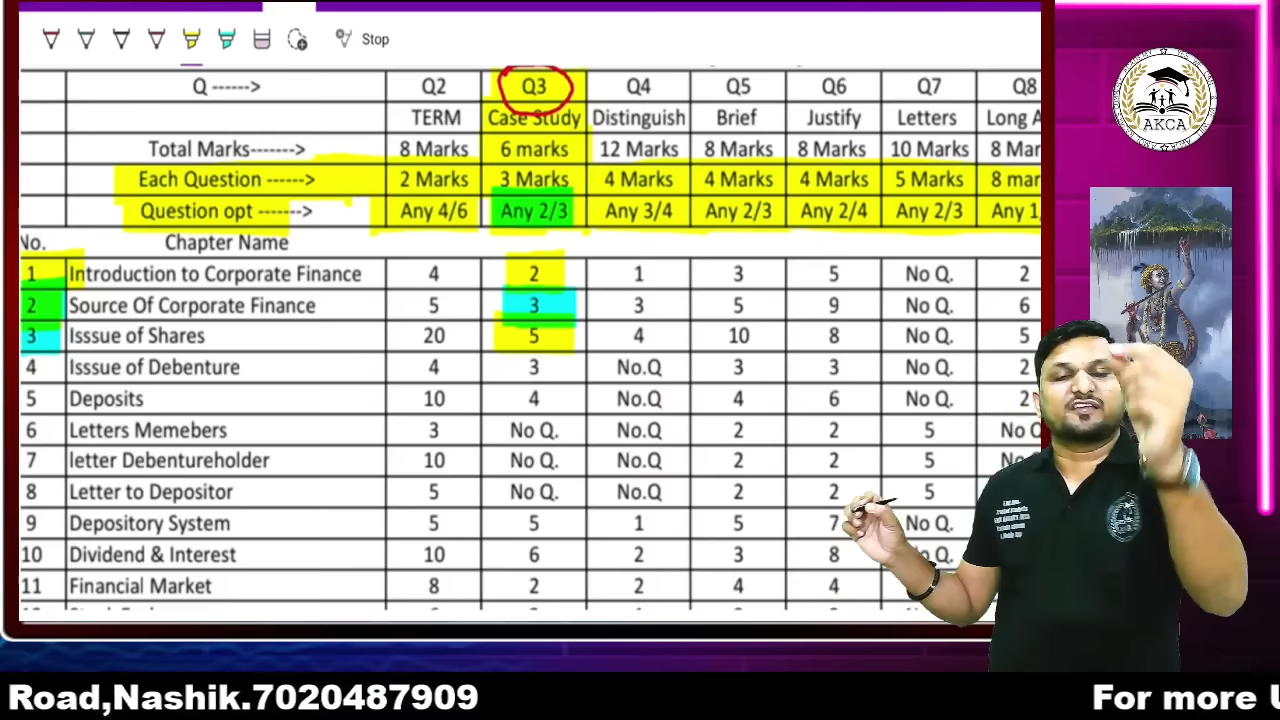 Stop
Q ------> Q2 Q3 Q4 Q5 Q6 Q7 Q8
TERM Case Study Distinguish Brief Justify Letters Long A
Total Marks-------> 8 Marks 6 marks 12 Marks 8 Marks 8 Marks 10 Marks 8 Mar
Each Question ------> 2 Marks 3 Marks 4 Marks 4 Marks 4 Marks 5 Marks 8 mar
Question opt -------> Any 4/6 Any 2/3 Any 3/4 Any 2/3 Any 2/4 Any 2/3 Any 1,
No. Chapter Name
1 Introduction to Corporate Finance 4 2 1 3 5 No Q. 2
2 Source Of Corporate Finance 5 3 3 5 9 No Q. 6
3 Isssue of Shares 20 5 4 10 8 No Q. 5
4 Isssue of Debenture 4 3 No.Q 3 3 No Q. 2
5 Deposits 10 4 No.Q 4 6 No Q. 2
6 Letters Memebers 3 No Q. No.Q 2 2 5 No Q
7 letter Debentureholder 10 No Q. No.Q 2 2 5 No
8 Letter to Depositor 5 No Q. No.Q 2 2 5
9 Depository System 5 5 1 5 7 No Q.
10 Dividend & Interest 10 6 2 3 8 Q.
11 Financial Market 8 2 2 4 4
AKCA
Road,Nashik.7020487909 For more U